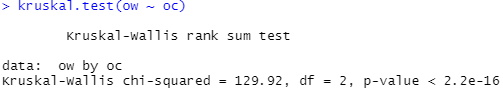 > kruskal.test(ow ~ oc)
Kruskal-Wallis rank sum test
data:  ow by oc
Kruskal-Wallis chi-squared = 129.92, df = 2, p-value < 2.2e-16